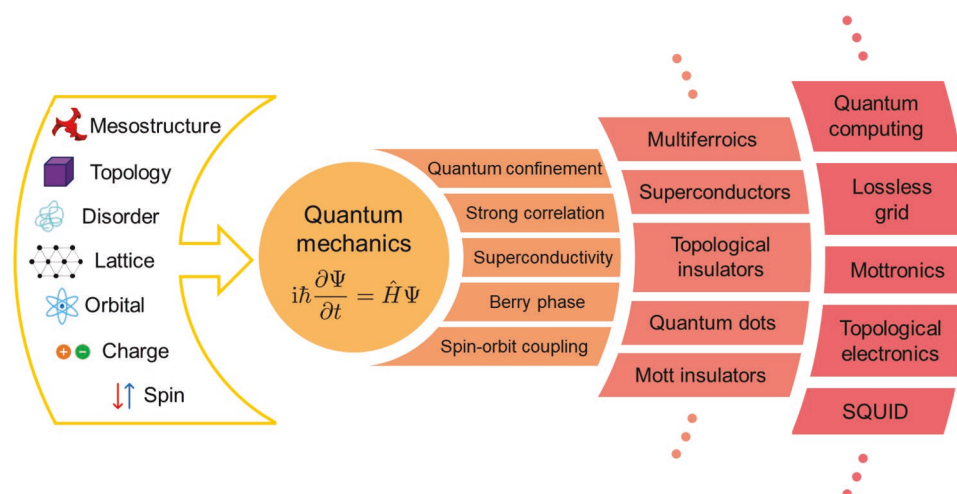 Mesostructure
Topology
Disorder
Lattice
Orbital
Charge
Spin
Quantum
mechanics
iħ ∂Ψ/∂t = ĤΨ
Quantum confinement
Strong correlation
Superconductivity
Berry phase
Spin-orbit coupling
Multiferroics
Superconductors
Topological
insulators
Quantum dots
Mott insulators
Quantum
computing
Lossless
grid
Mottronics
Topological
electronics
SQUID